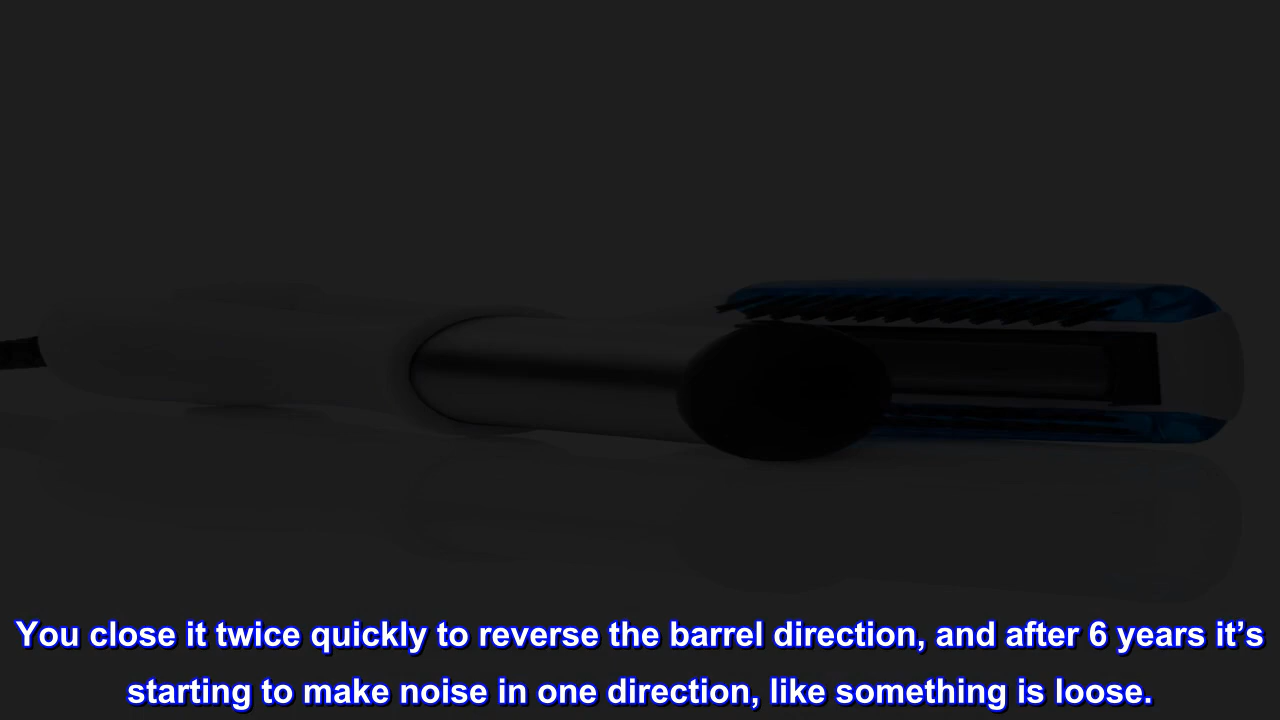 You close it twice quickly to reverse the barrel direction, and after 6 years it’s
starting to make noise in one direction, like something is loose.